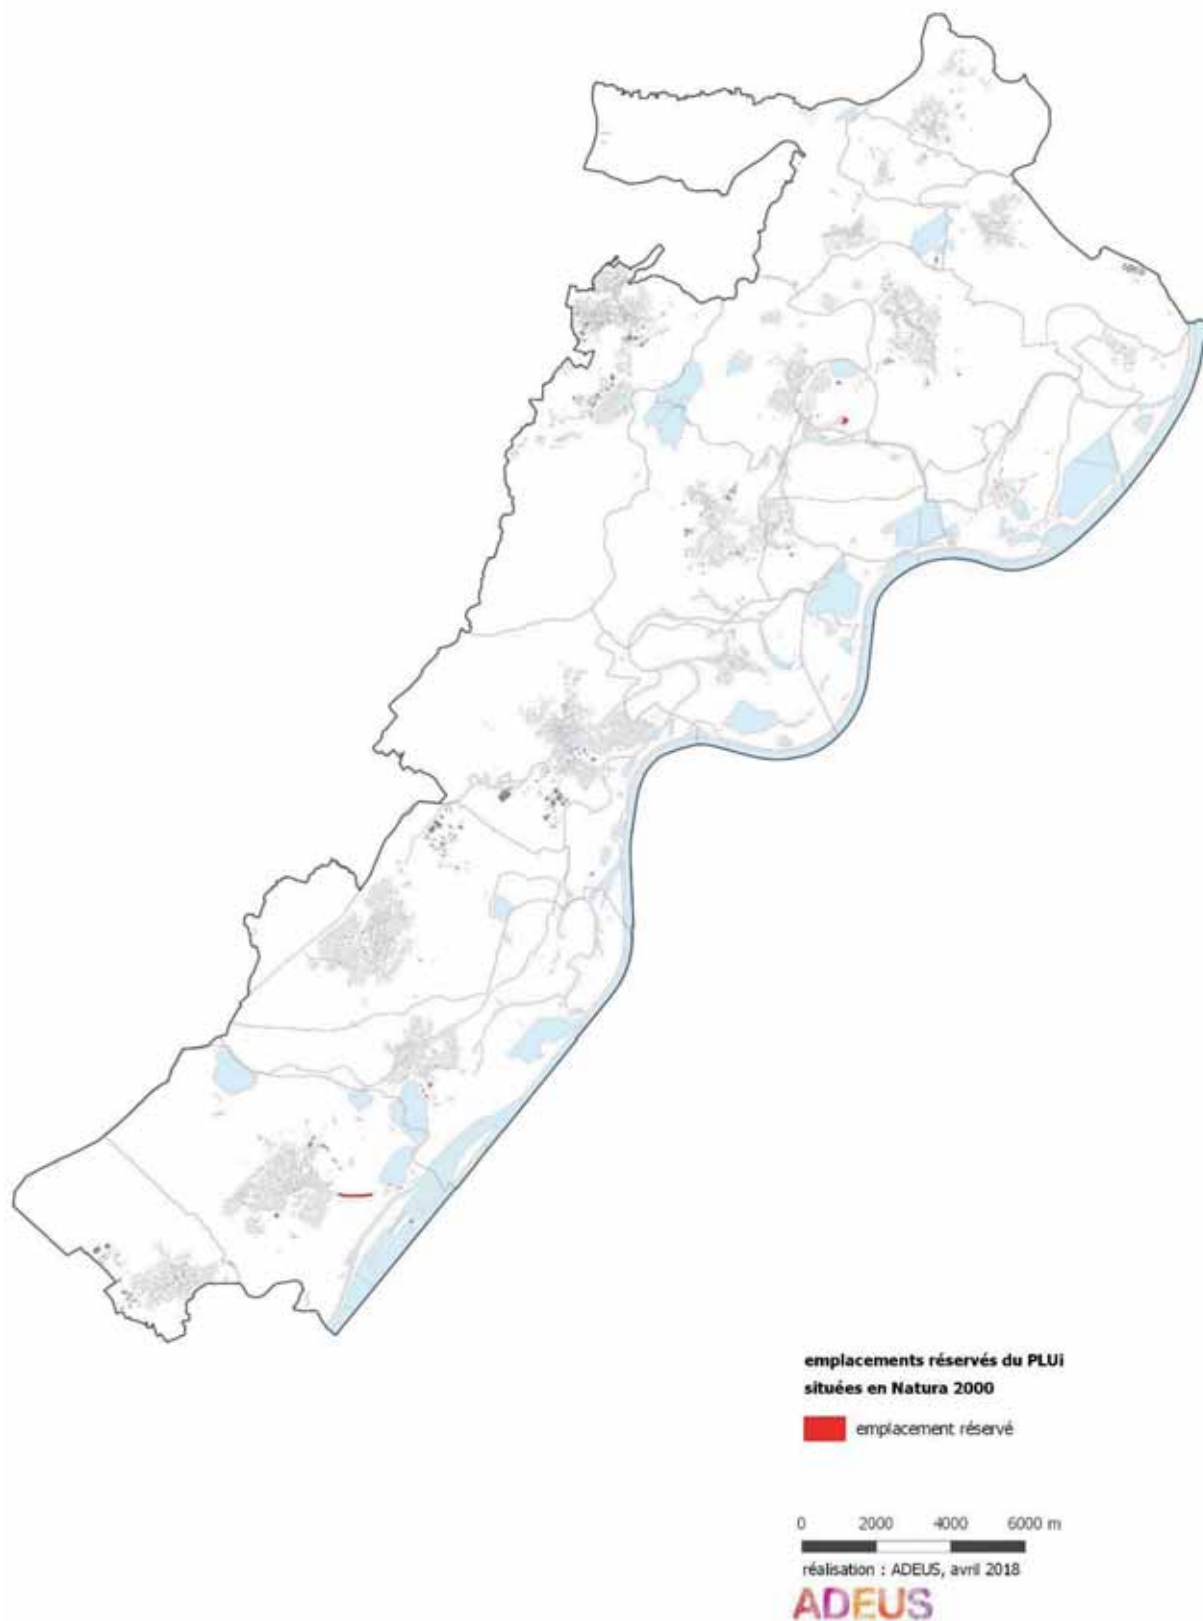 emplacements réservés du PLUi
situées en Natura 2000
emplacement réservé
0 2000 4000 6000 m
réalisation : ADEUS, avril 2018
ADEUS